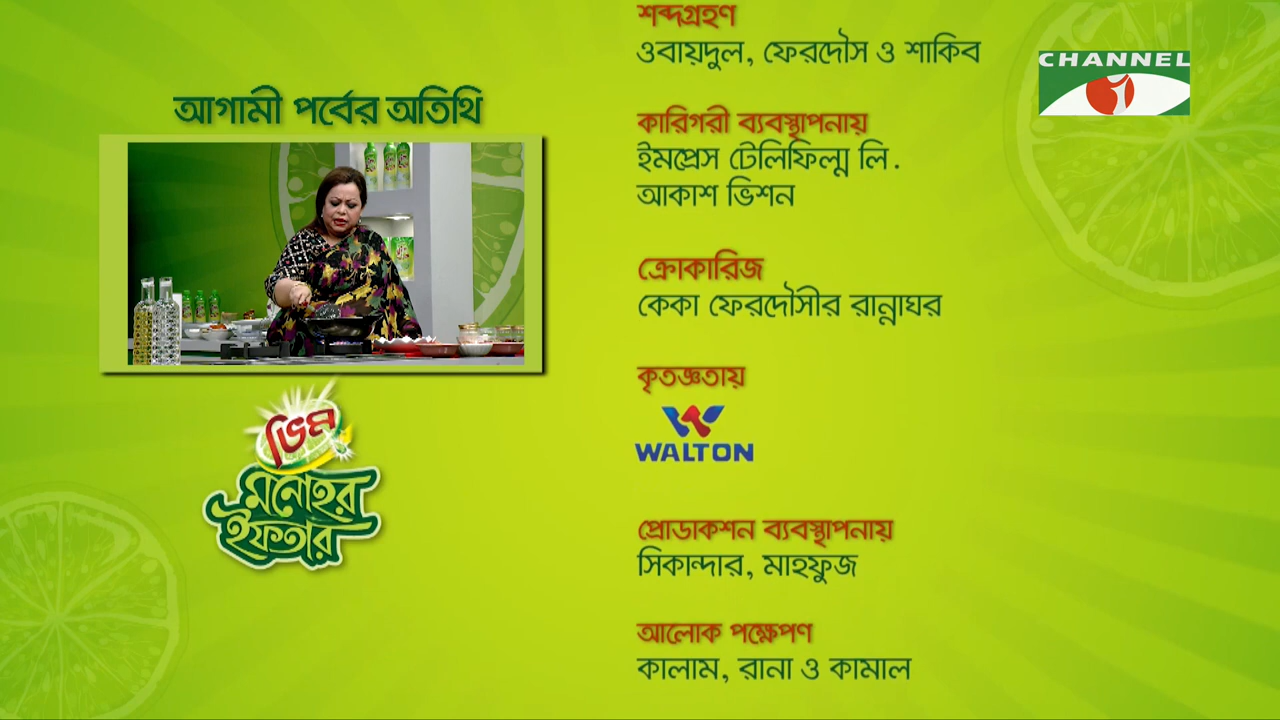 শব্দগ্রহণ
ওবায়দুল, ফেরদৌস ও শাকিব
CHANNEL
আগামী পর্বের অতিথি
কারিগরী ব্যবস্থাপনায়
ইমপ্রেস টেলিফিল্ম লি.
আকাশ ভিশন
ক্রোকারিজ
কেকা ফেরদৌসীর রান্নাঘর
কৃতজ্ঞতায়
WALTON
ভিম
মনোহর
ইফতার
প্রোডাকশন ব্যবস্থাপনায়
সিকান্দার, মাহফুজ
আলোক পক্ষেপণ
কালাম, রানা ও কামাল